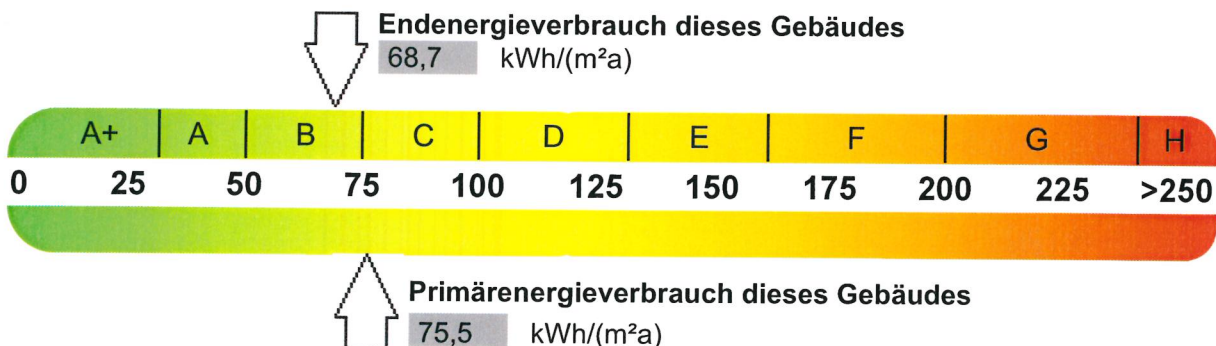 Endenergieverbrauch dieses Gebäudes
68,7 kWh/(m²a)
A+ A B C D E F G H
0 25 50 75 100 125 150 175 200 225 >250
Primärenergieverbrauch dieses Gebäudes
75,5 kWh/(m²a)